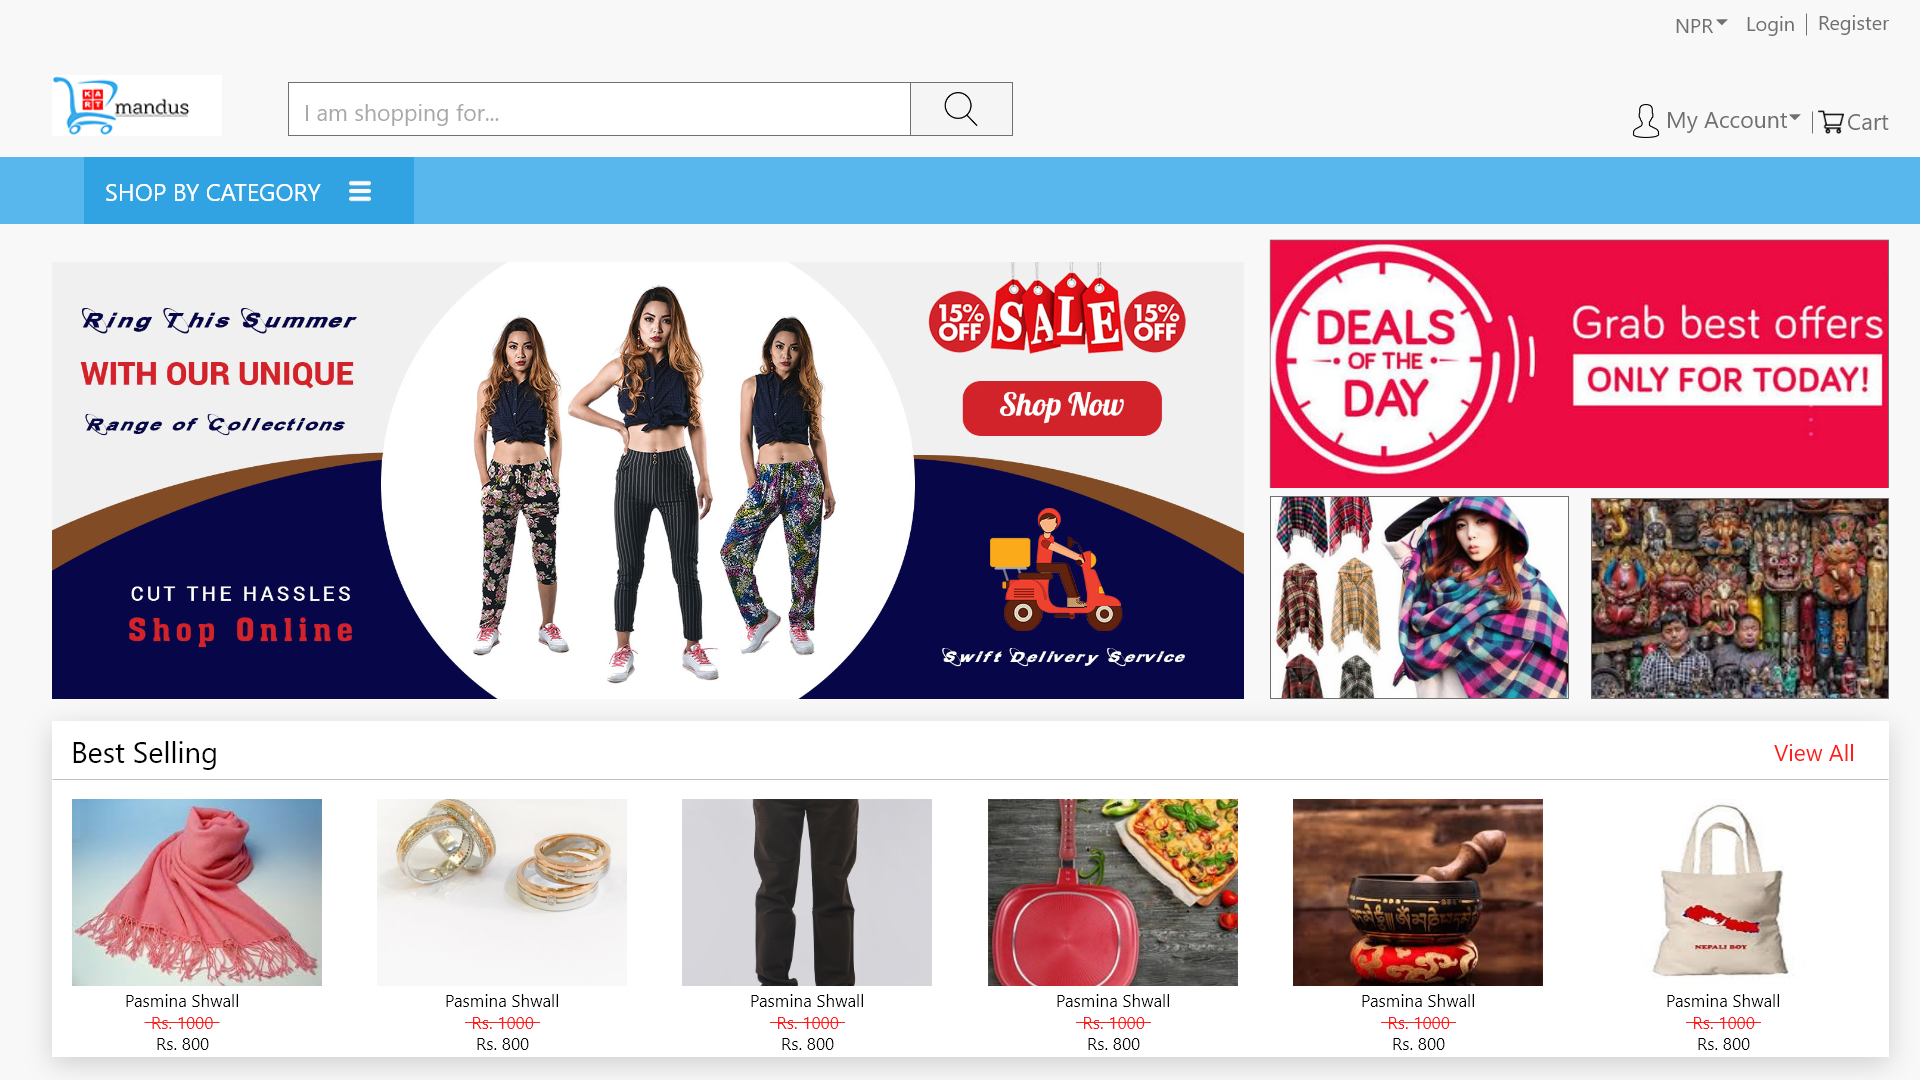 NPR Login | Register
KART mandus
I am shopping for...
My Account | Cart
SHOP BY CATEGORY
Ring This Summer
WITH OUR UNIQUE
Range of Collections
CUT THE HASSLES
Shop Online
15% OFF
SALE
15% OFF
Shop Now
Swift Delivery Service
DEALS
OF THE
DAY
Grab best offers
ONLY FOR TODAY!
Best Selling
View All
NEPALI BOY
Pasmina Shwall
Rs. 1000
Rs. 800
Pasmina Shwall
Rs. 1000
Rs. 800
Pasmina Shwall
Rs. 1000
Rs. 800
Pasmina Shwall
Rs. 1000
Rs. 800
Pasmina Shwall
Rs. 1000
Rs. 800
Pasmina Shwall
Rs. 1000
Rs. 800